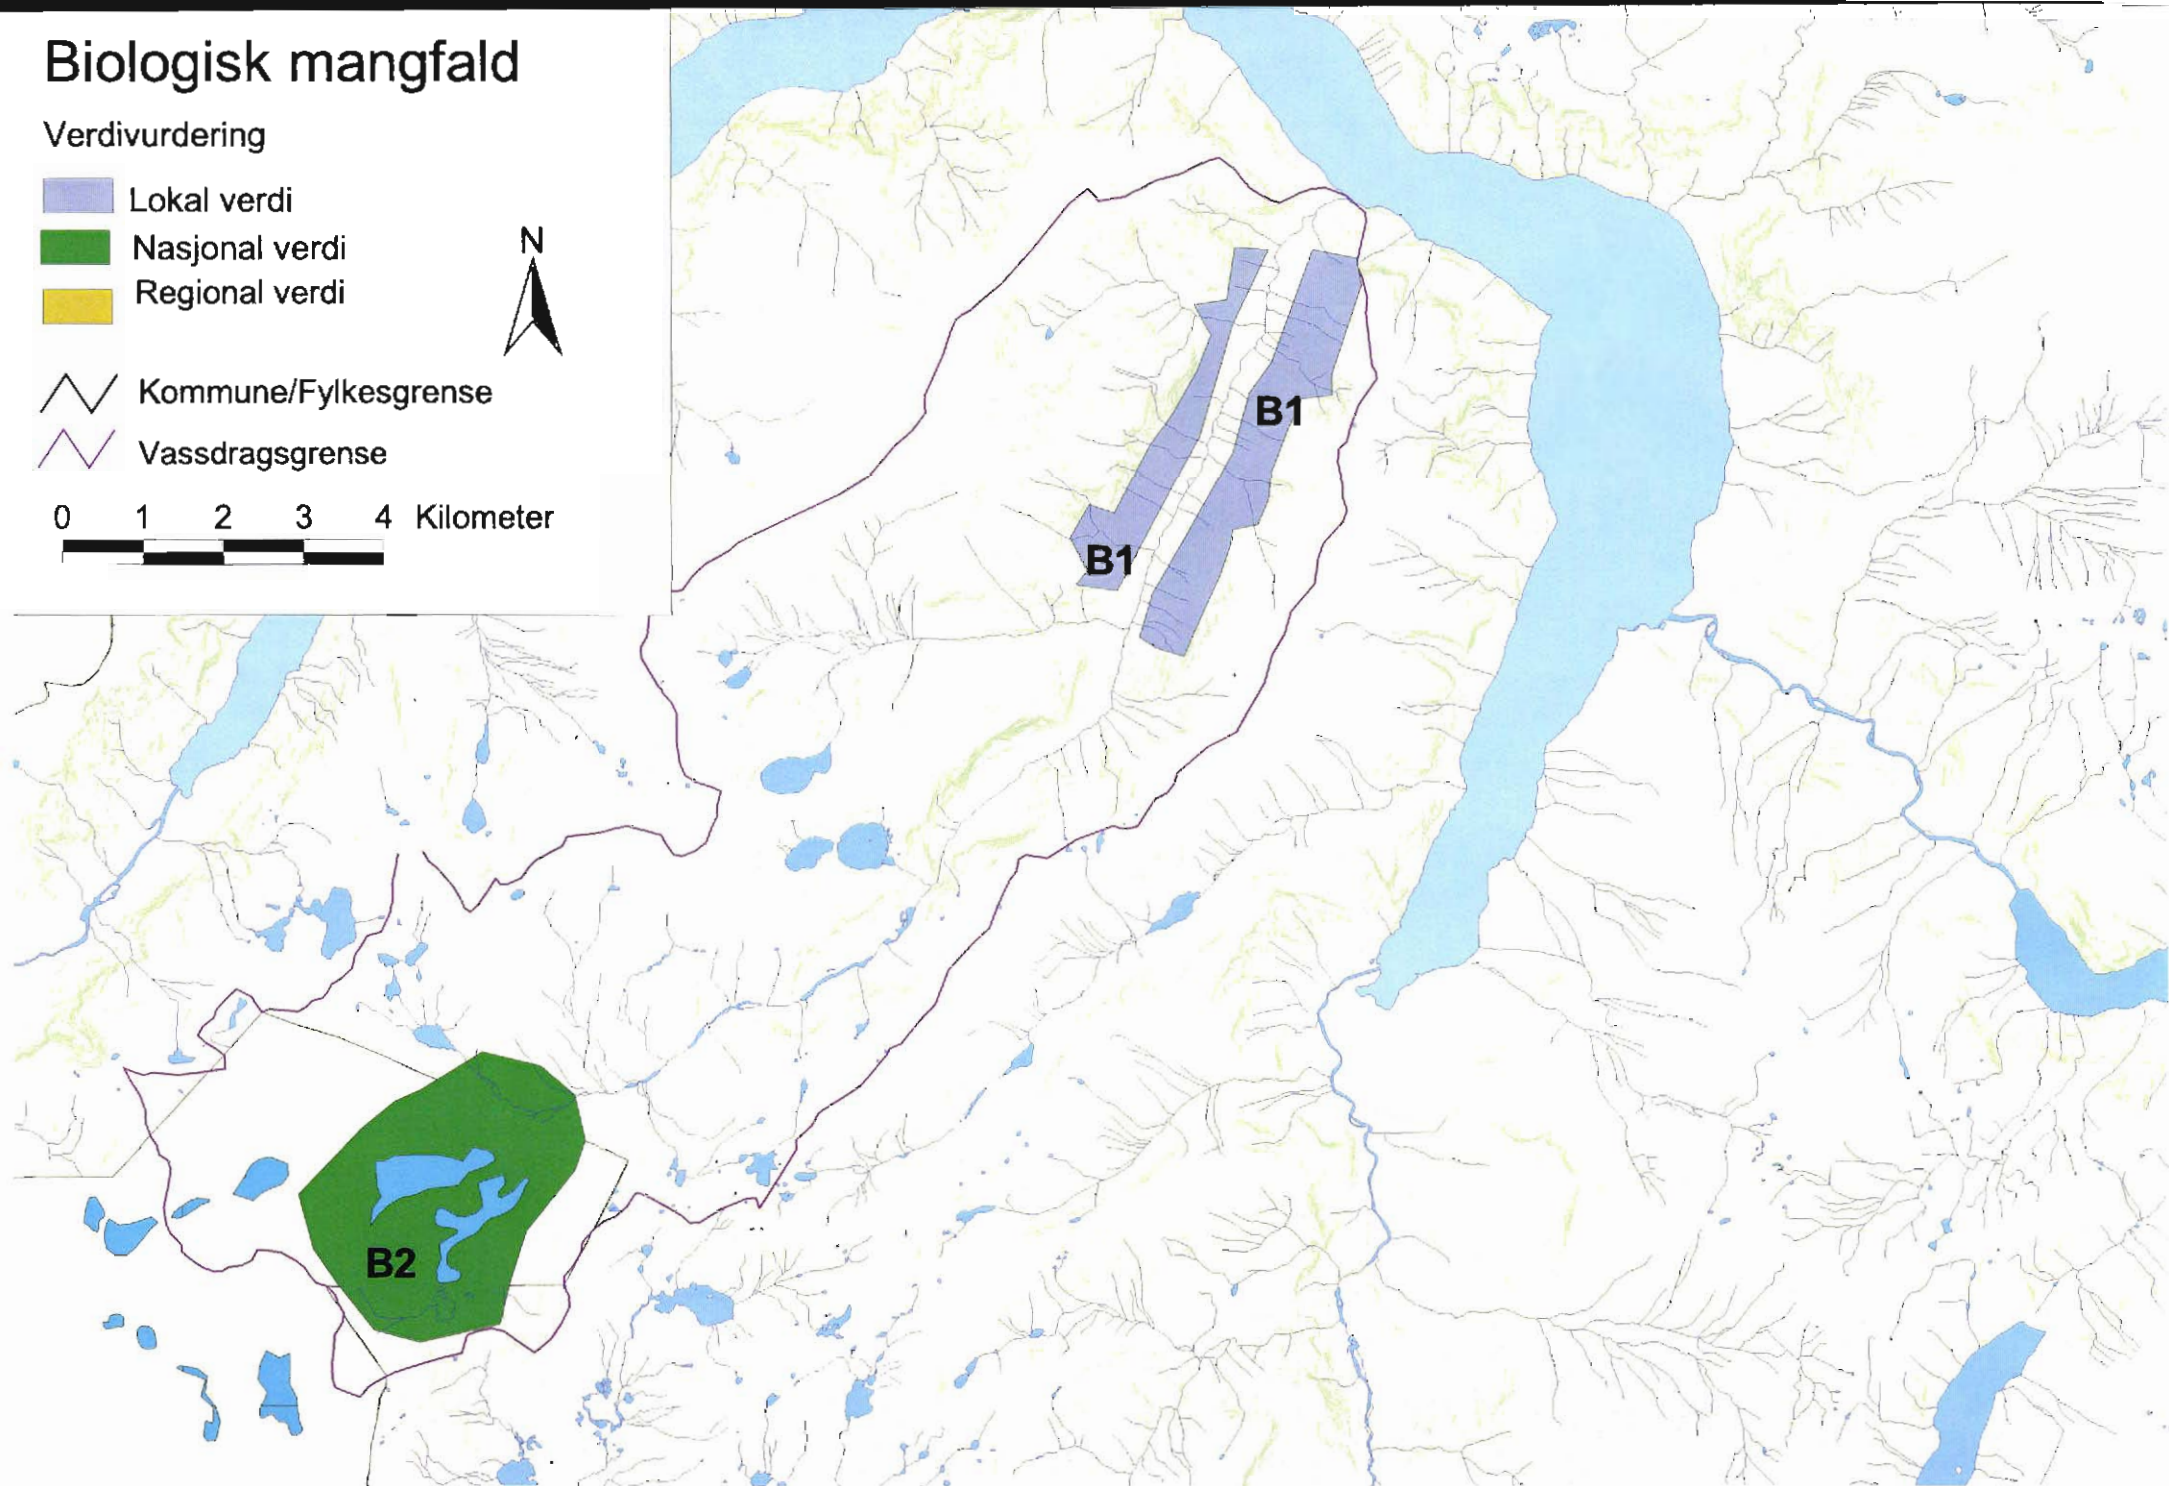 Biologisk mangfald
Verdivurdering
Lokal verdi
Nasjonal verdi
Regional verdi
N
Kommune/Fylkesgrense
Vassdragsgrense
0 1 2 3 4 Kilometer
B1
B1
B2